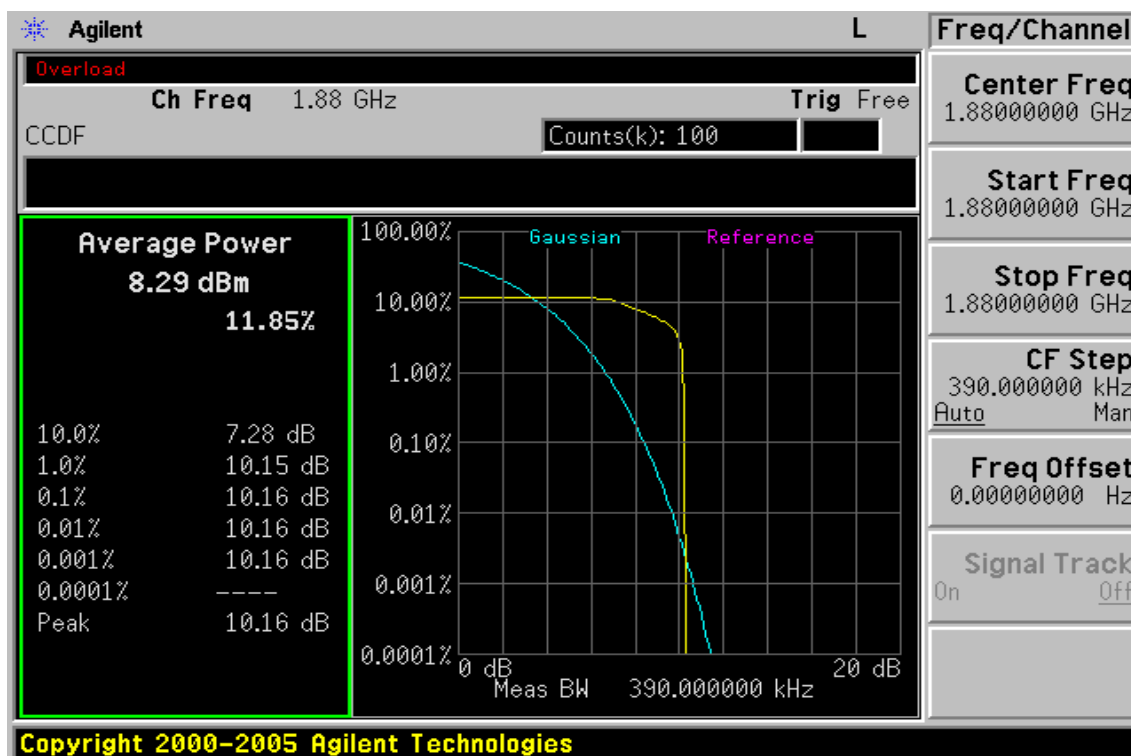 Agilent L Freq/Channel
Overload
Ch Freq 1.88 GHz Trig Free
CCDF Counts(k): 100
Average Power
8.29 dBm
11.85%
10.0% 7.28 dB
1.0% 10.15 dB
0.1% 10.16 dB
0.01% 10.16 dB
0.001% 10.16 dB
0.0001% ----
Peak 10.16 dB
Gaussian Reference
100.00%
10.00%
1.00%
0.10%
0.01%
0.001%
0.0001%
0 dB 20 dB
Meas BW 390.000000 kHz
Center Freq
1.88000000 GHz
Start Freq
1.88000000 GHz
Stop Freq
1.88000000 GHz
CF Step
390.000000 kHz
Auto Man
Freq Offset
0.00000000 Hz
Signal Track
On Off
Copyright 2000-2005 Agilent Technologies